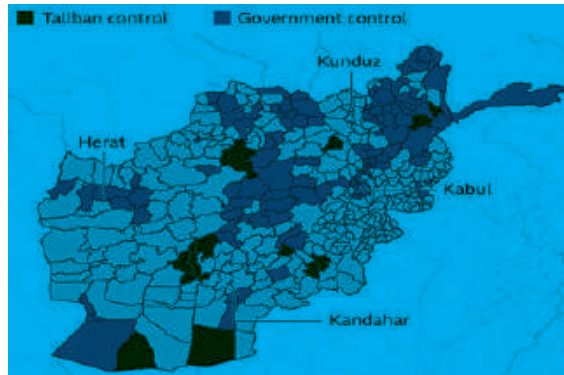 Taliban control Government control
Kunduz
Herat
Kabul
Kandahar